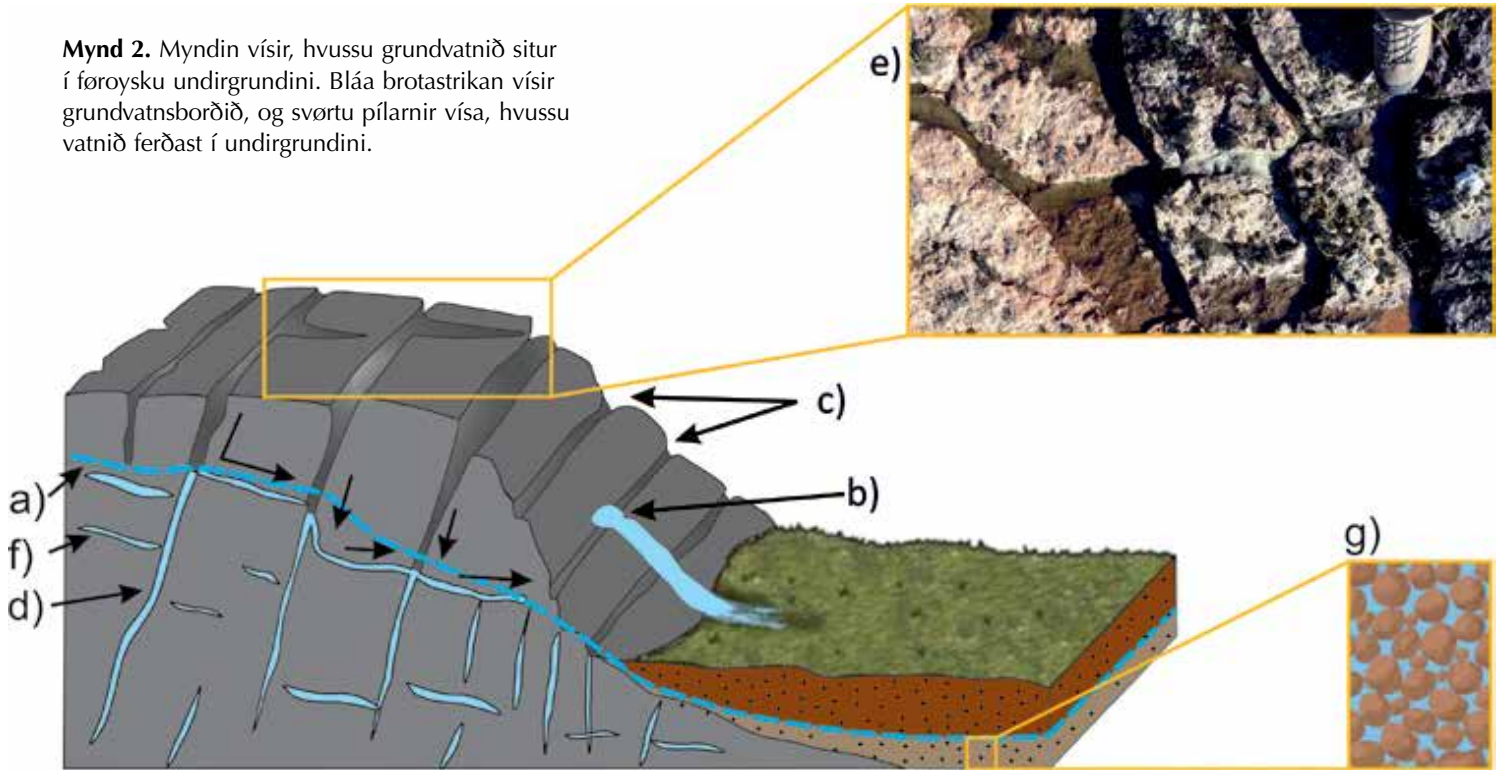 Mynd 2. Myndin vísir, hvussu grundvatnið situr
í føroysku undirgrundini. Bláa brotastrikan vísir
grundvatnsborðið, og svørtu pílarnir vísa, hvussu
vatnið ferðast í undirgrundini.
e)
c)
a)
b)
f)
g)
d)